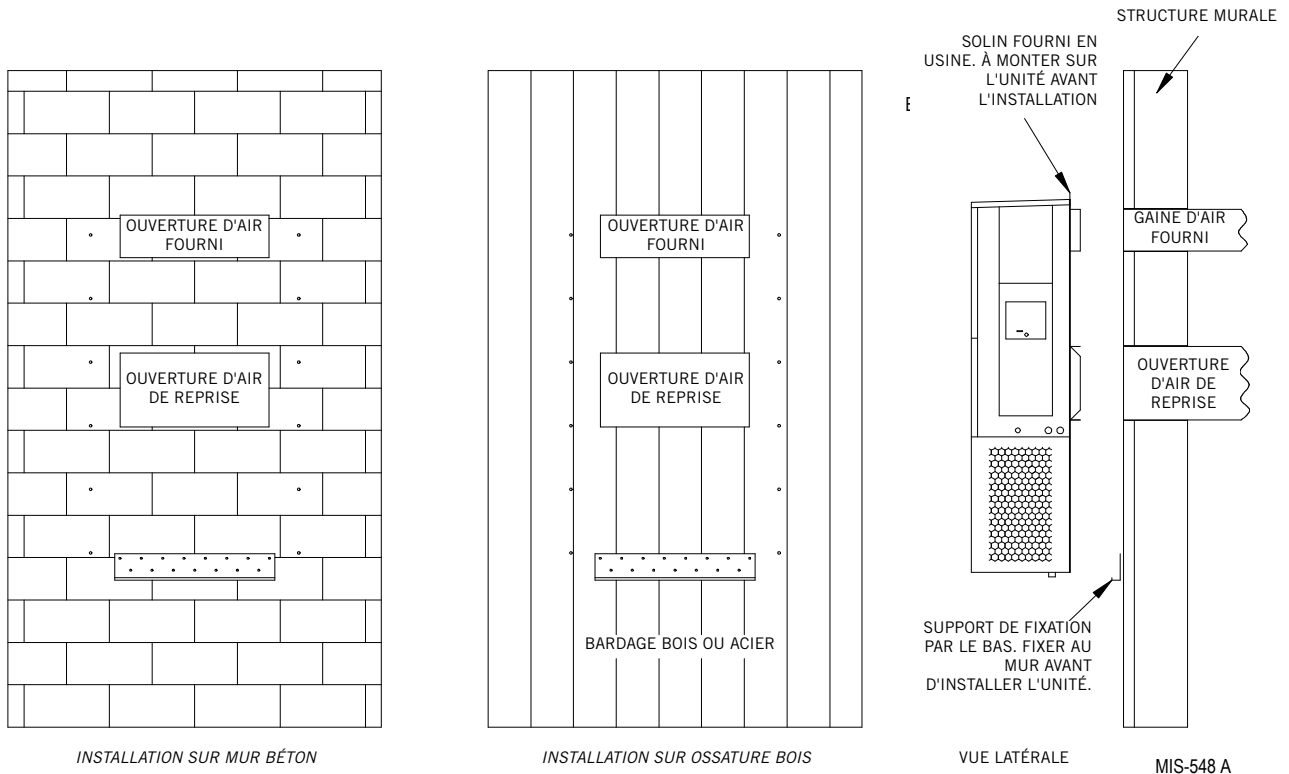 STRUCTURE MURALE
SOLIN FOURNI EN
USINE. À MONTER SUR
L'UNITÉ AVANT
L'INSTALLATION
OUVERTURE D'AIR
FOURNI
OUVERTURE D'AIR
DE REPRISE
OUVERTURE D'AIR
FOURNI
OUVERTURE D'AIR
DE REPRISE
BARDAGE BOIS OU ACIER
GAINE D'AIR
FOURNI
OUVERTURE
D'AIR DE
REPRISE
SUPPORT DE FIXATION
PAR LE BAS. FIXER AU
MUR AVANT
D'INSTALLER L'UNITÉ.
INSTALLATION SUR MUR BÉTON
INSTALLATION SUR OSSATURE BOIS
VUE LATÉRALE
MIS-548 A